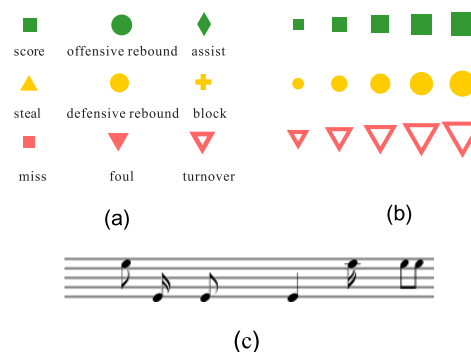 score offensive rebound assist
steal defensive rebound block
miss foul turnover
(a) (b)
(c)